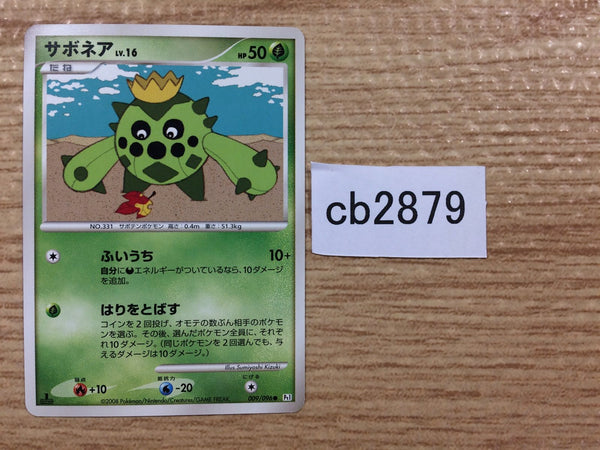 サボネア LV.16 HP 50
たね
NO.331 サボテンポケモン 高さ:0.4m 重さ:51.3kg
ふいうち 10+
自分にエネルギーがついているなら、10ダメージ
を追加。
はりをとばす
コインを2回投げ、オモテの数ぶん相手のポケモ
ンを選ぶ。その後、選んだポケモン全員に、それぞ
れ10ダメージ。(同じポケモンを2回選んでも、与
えるダメージは10ダメージ。)
Illus. Sumiyoshi Kizuki
弱点 +10 抵抗力 -20 にげる
©2008 Pokémon/Nintendo/Creatures/GAME FREAK. 009/096 Pt1
cb2879